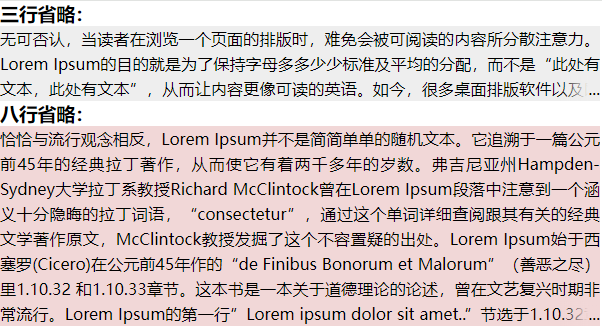 三行省略：
无可否认，当读者在浏览一个页面的排版时，难免会被可阅读的内容所分散注意力。
Lorem Ipsum的目的就是为了保持字母多多少少标准及平均的分配，而不是“此处有
文本，此处有文本”，从而让内容更像可读的英语。如今，很多桌面排版软件以及...
八行省略：
恰恰与流行观念相反，Lorem Ipsum并不是简简单单的随机文本。它追溯于一篇公元
前45年的经典拉丁著作，从而使它有着两千多年的岁数。弗吉尼亚州Hampden-
Sydney大学拉丁系教授Richard McClintock曾在Lorem Ipsum段落中注意到一个涵
义十分隐晦的拉丁词语，“consectetur”，通过这个单词详细查阅跟其有关的经典
文学著作原文，McClintock教授发掘了这个不容置疑的出处。Lorem Ipsum始于西
塞罗(Cicero)在公元前45年作的“de Finibus Bonorum et Malorum”（善恶之尽）
里1.10.32 和1.10.33章节。这本书是一本关于道德理论的论述，曾在文艺复兴时期非
常流行。Lorem Ipsum的第一行”Lorem ipsum dolor sit amet..”节选于1.10.32...